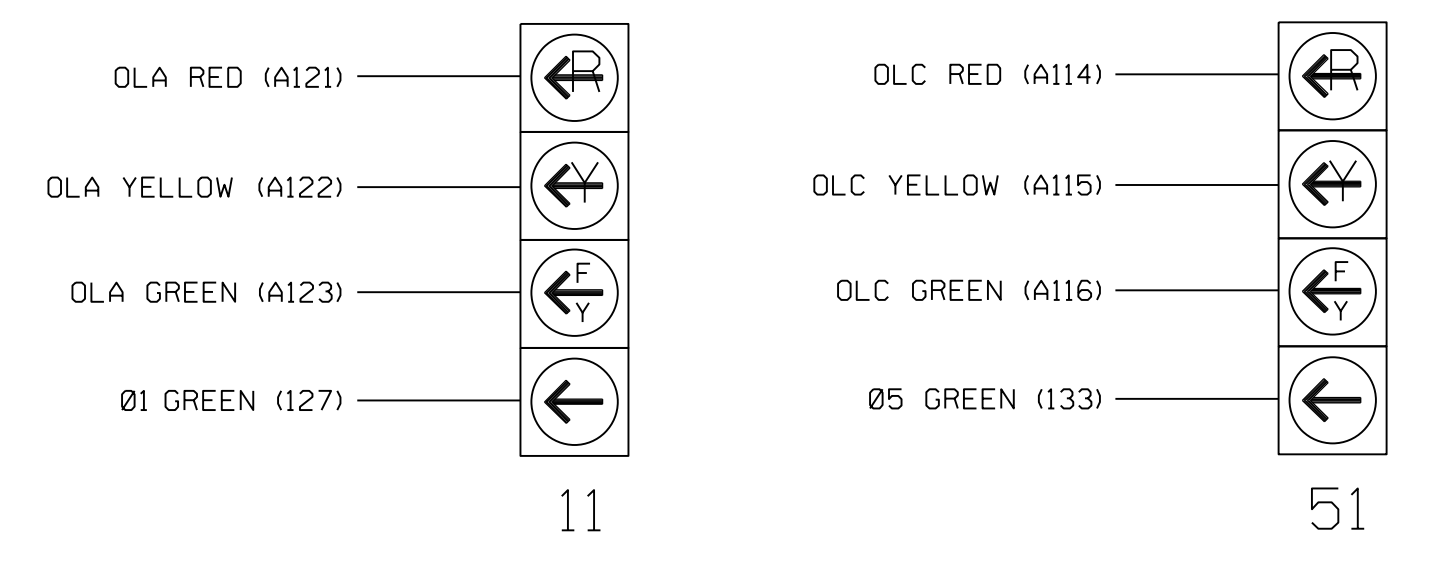 OLA RED (A121)
R
OLA YELLOW (A122)
Y
OLA GREEN (A123)
F
Y
Ø1 GREEN (127)
11
OLC RED (A114)
R
OLC YELLOW (A115)
Y
OLC GREEN (A116)
F
Y
Ø5 GREEN (133)
51